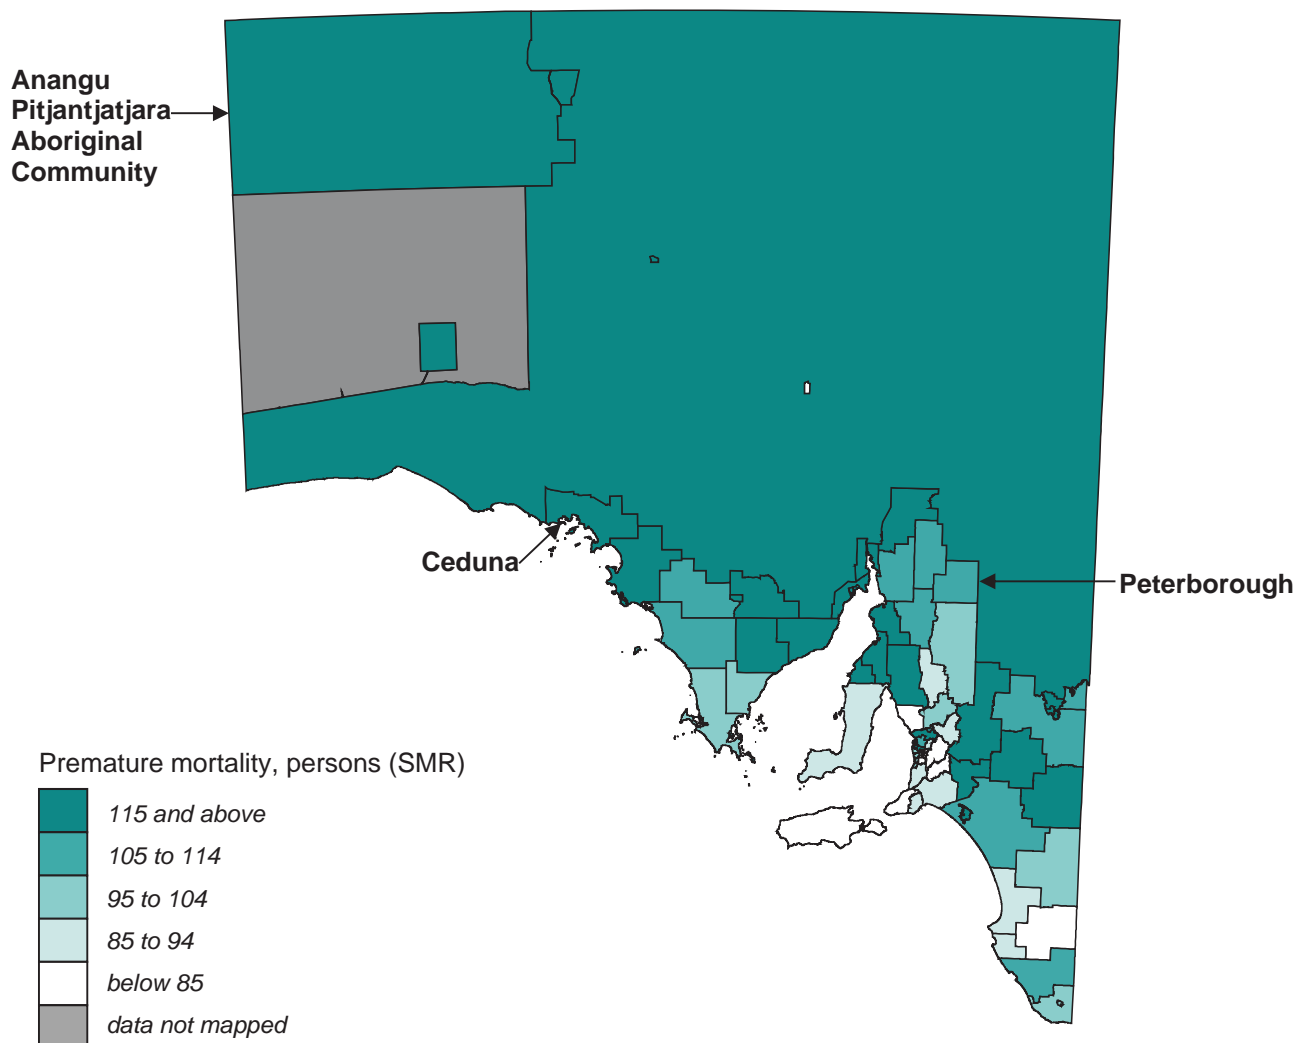 Anangu
Pitjantjatjara
Aboriginal
Community
Ceduna
Peterborough
Premature mortality, persons (SMR)
115 and above
105 to 114
95 to 104
85 to 94
below 85
data not mapped